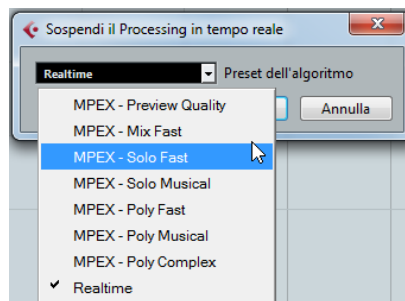 Sospendi il Processing in tempo reale
Realtime Preset dell'algoritmo
Annulla
MPEX - Preview Quality
MPEX - Mix Fast
MPEX - Solo Fast
MPEX - Solo Musical
MPEX - Poly Fast
MPEX - Poly Musical
MPEX - Poly Complex
Realtime